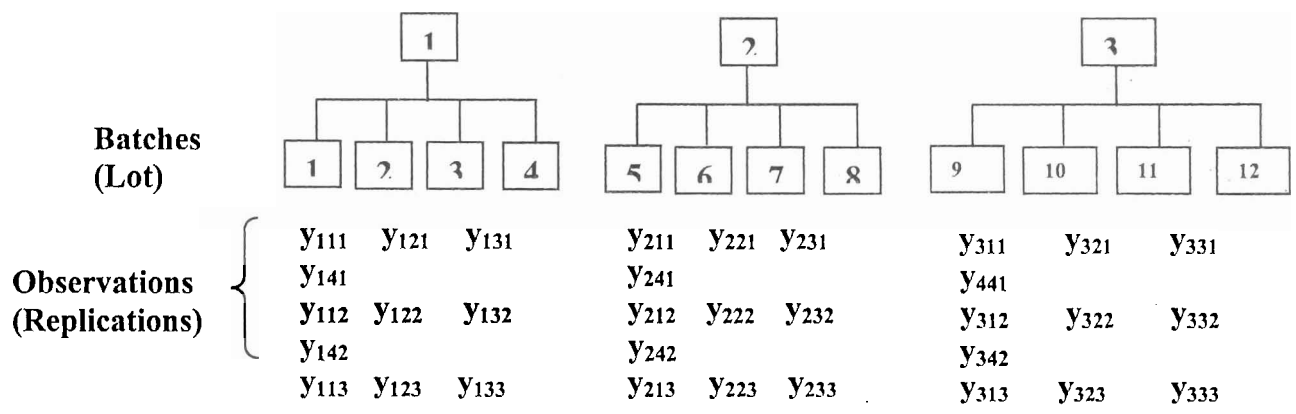 1 2 3
Batches
(Lot)
1 2 3 4 5 6 7 8 9 10 11 12
y111 y121 y131 y211 y221 y231 y311 y321 y331
y141 y241 y441
Observations
(Replications)
y112 y122 y132 y212 y222 y232 y312 y322 y332
y142 y242 y342
y113 y123 y133 y213 y223 y233 y313 y323 y333